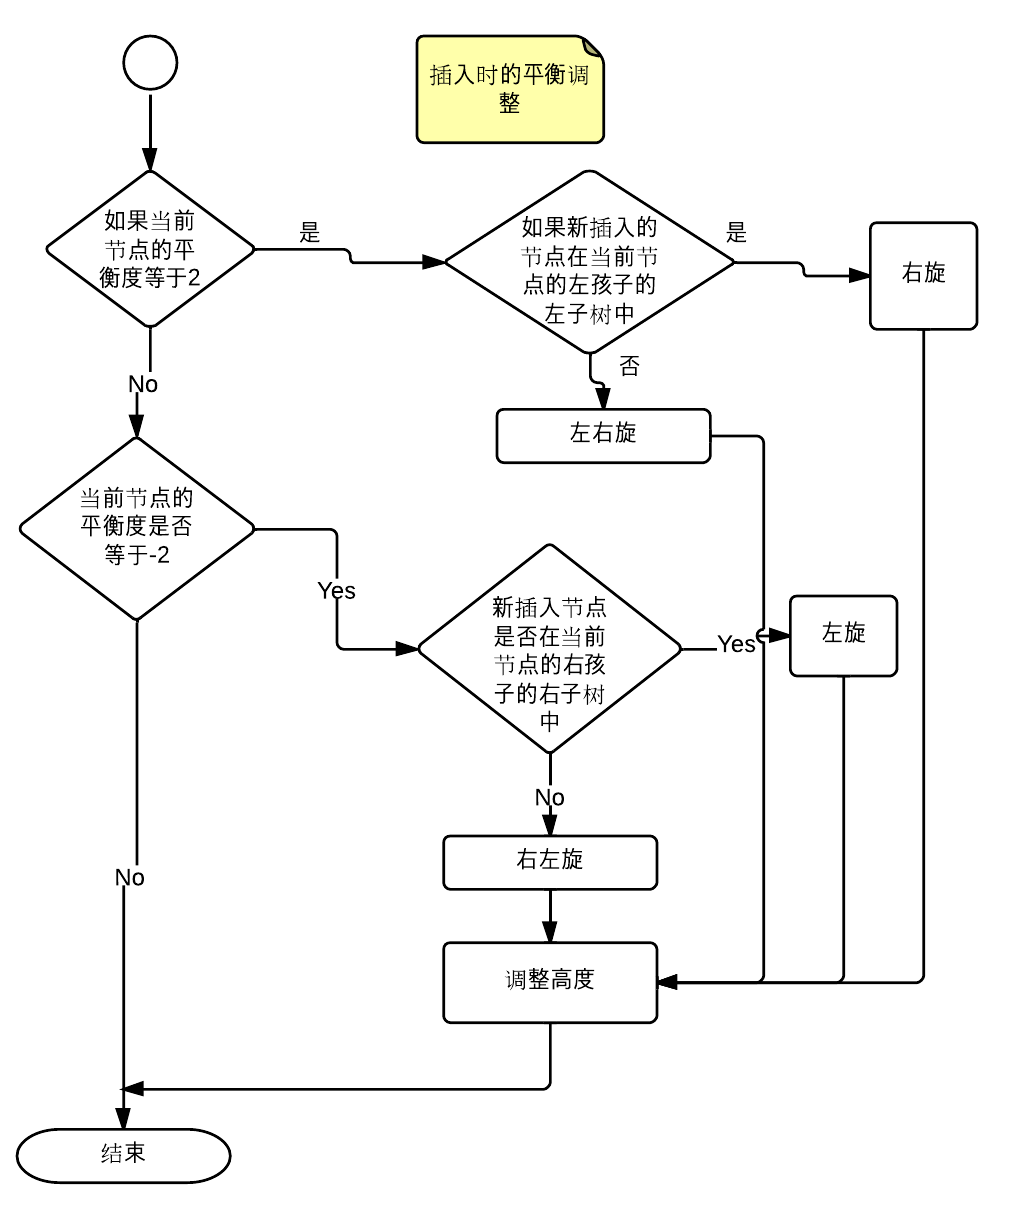 插入时的平衡调
整
如果当前
节点的平
衡度等于2
是
如果新插入的
节点在当前节
点的左孩子的
左子树中
是
右旋
否
No
左右旋
当前节点的
平衡度是否
等于-2
Yes
新插入节点
是否在当前
节点的右孩
子的右子树
中
Yes
左旋
No
右左旋
No
调整高度
结束